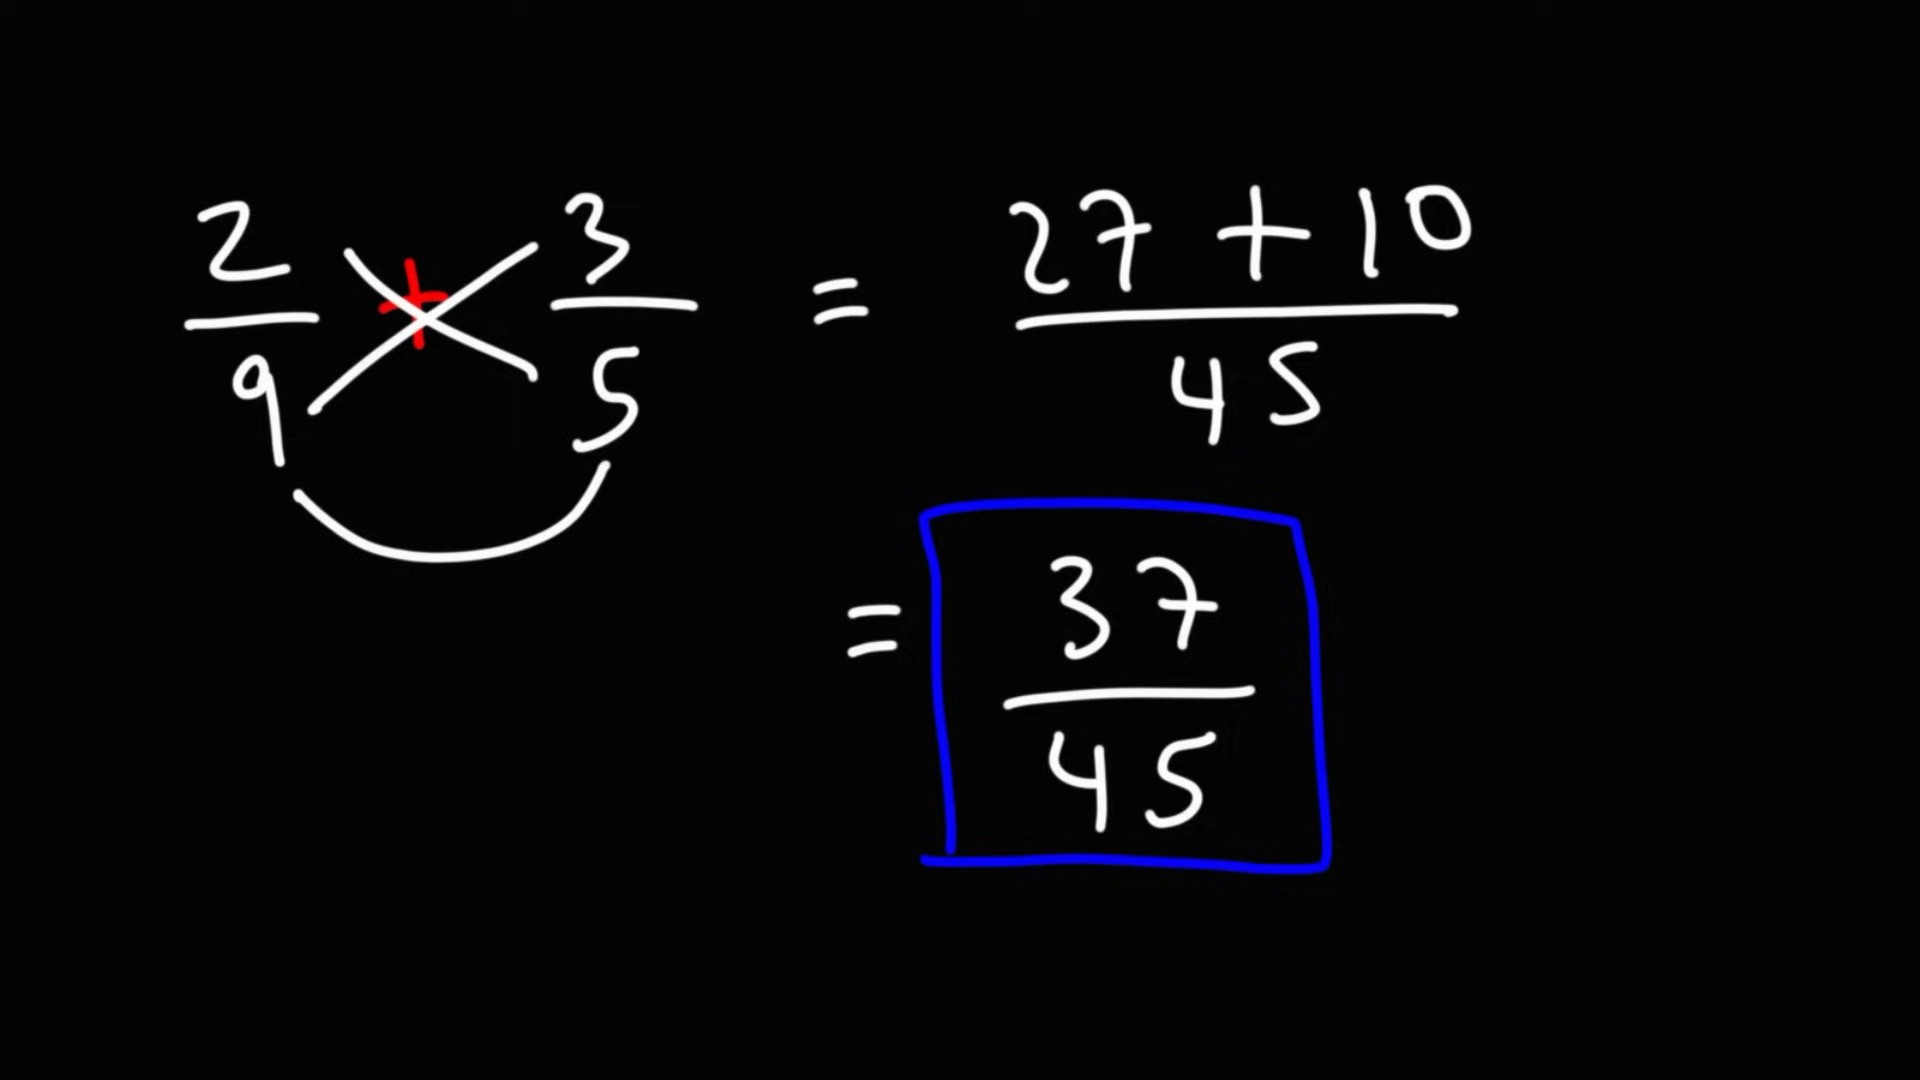 2/9 + 3/5 = 27 + 10/45
= 37/45